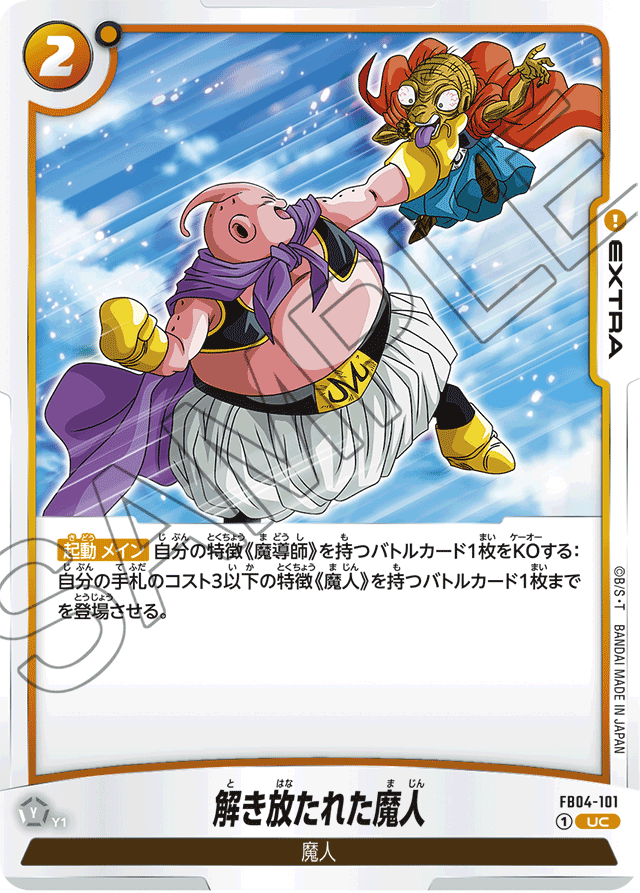 2
EXTRA
SAMPLE
起動 メイン 自分の特徴《魔導師》を持つバトルカード1枚をKOする:
自分の手札のコスト3以下の特徴《魔人》を持つバトルカード1枚まで
を登場させる。
©B/S・T BANDAI MADE IN JAPAN
解き放たれた魔人
FB04-101
Y Y1
1 UC
魔人